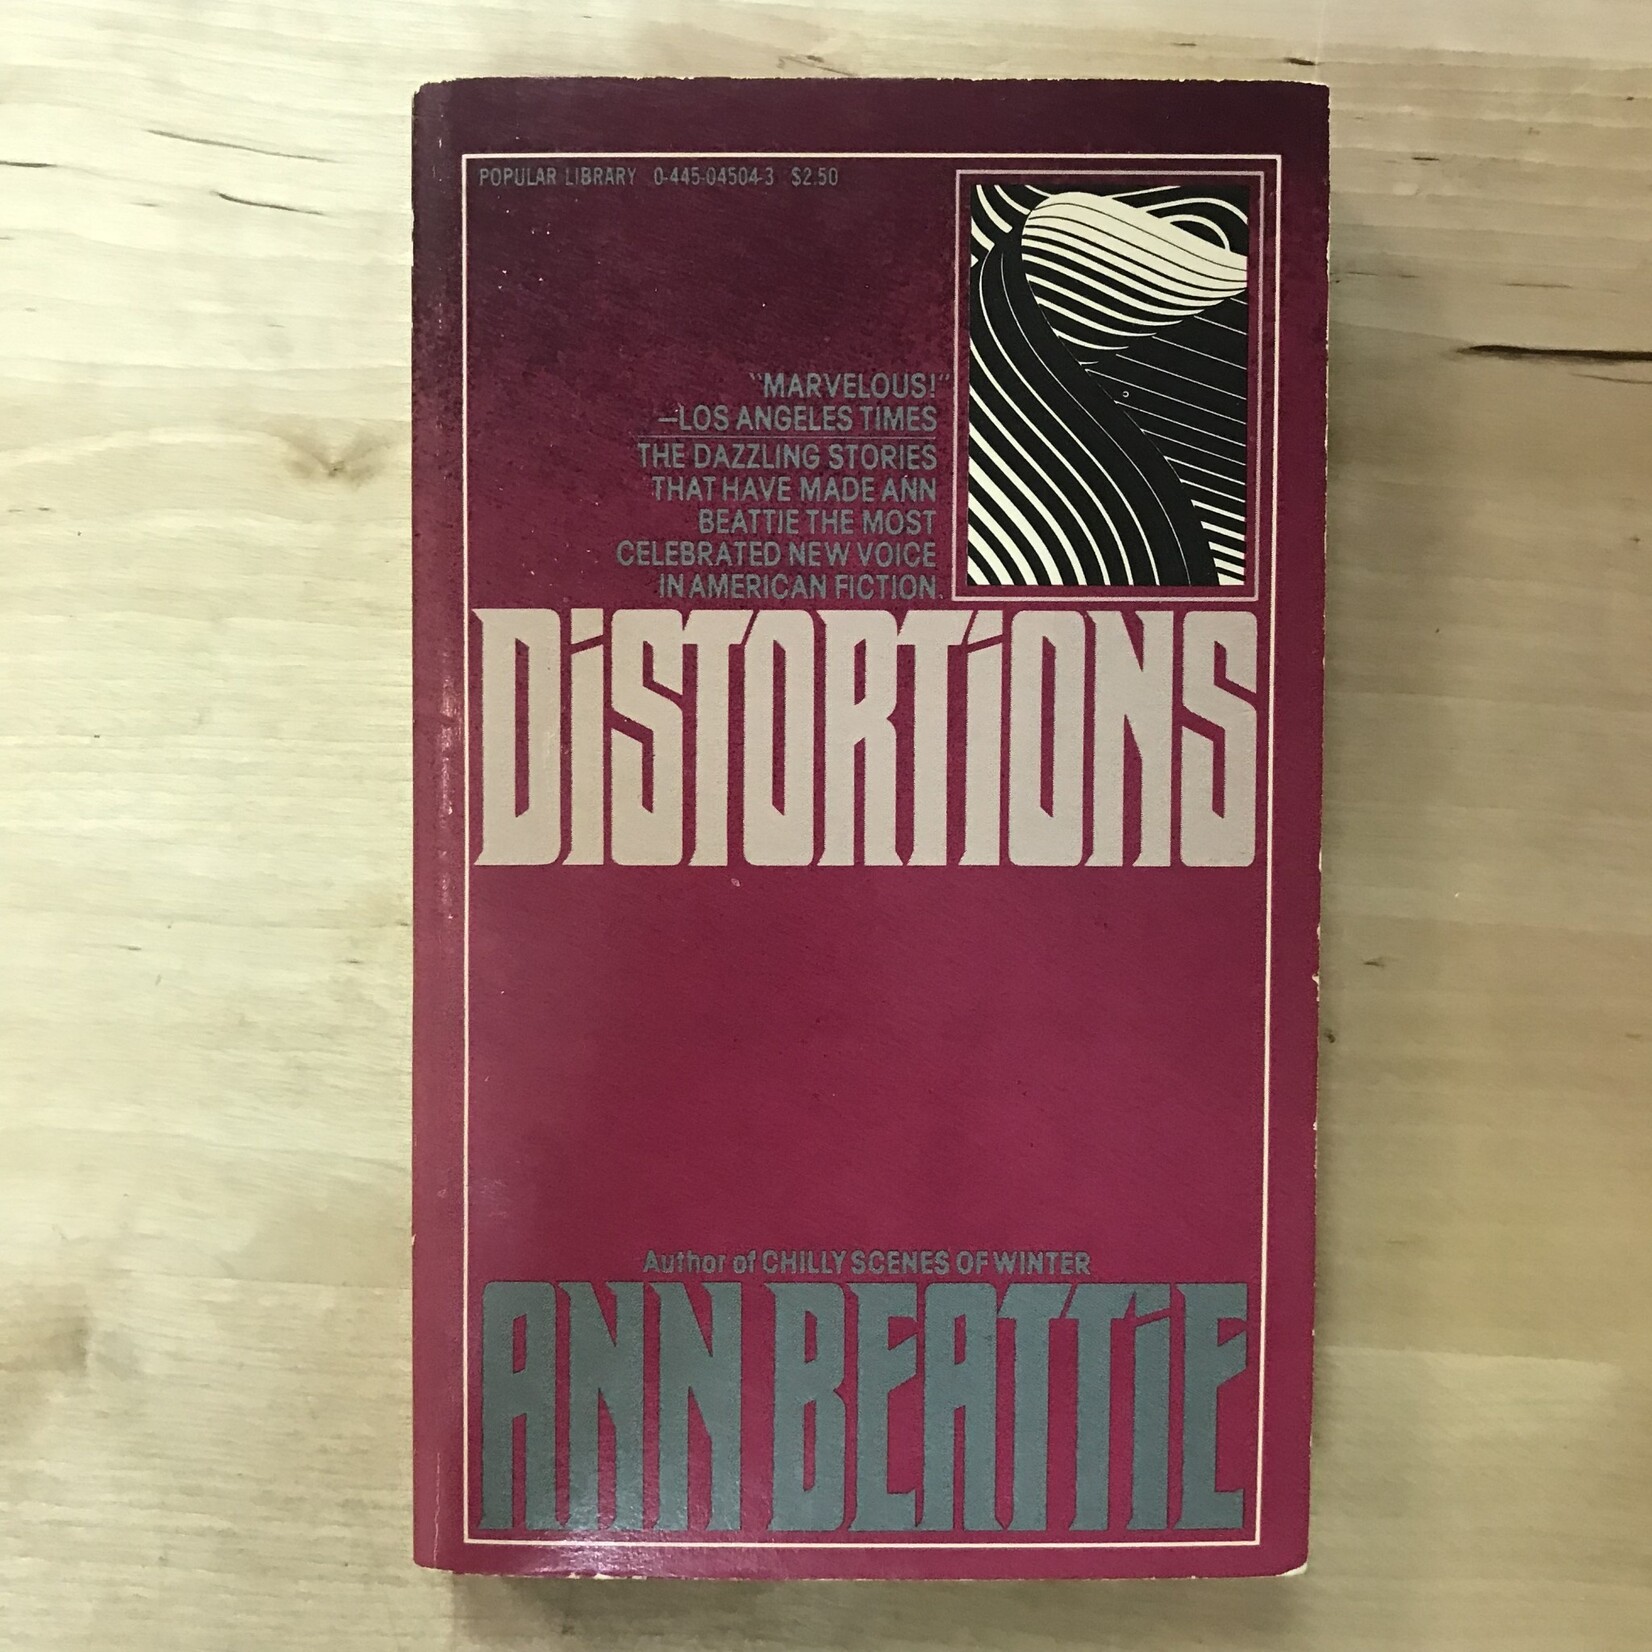 POPULAR LIBRARY 0-445-04504-3 $2.50
"MARVELOUS!"
—LOS ANGELES TIMES
THE DAZZLING STORIES
THAT HAVE MADE ANN
BEATTIE THE MOST
CELEBRATED NEW VOICE
IN AMERICAN FICTION.
DiSTORTiONS
Author of CHILLY SCENES OF WINTER
ANN BEATTiE